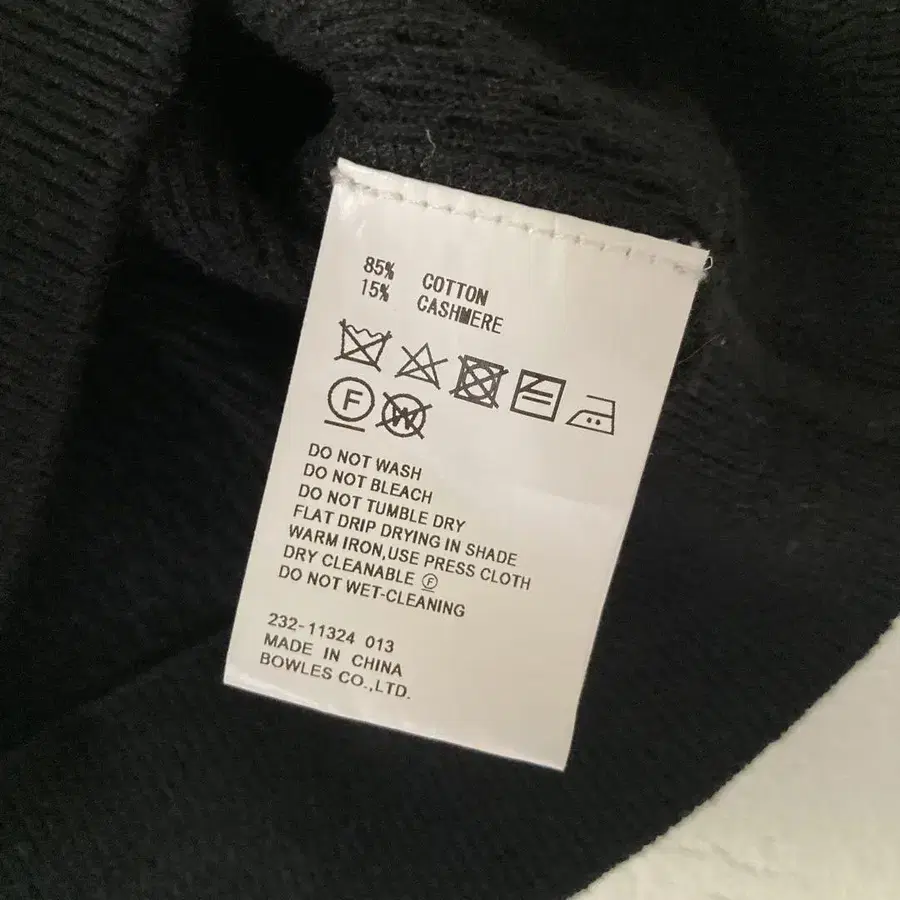 85% COTTON
15% CASHMERE
F W
DO NOT WASH
DO NOT BLEACH
DO NOT TUMBLE DRY
FLAT DRIP DRYING IN SHADE
WARM IRON,USE PRESS CLOTH
DRY CLEANABLE Ⓕ
DO NOT WET-CLEANING
232-11324 013
MADE IN CHINA
BOWLES CO.,LTD.